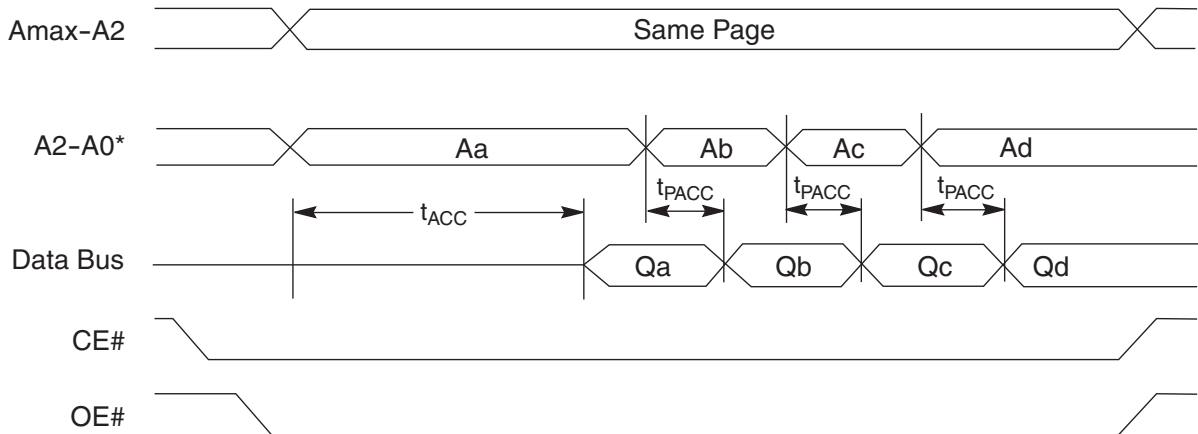 Amax-A2 Same Page
A2-A0* Aa Ab Ac Ad
tACC tPACC tPACC tPACC
Data Bus Qa Qb Qc Qd
CE#
OE#